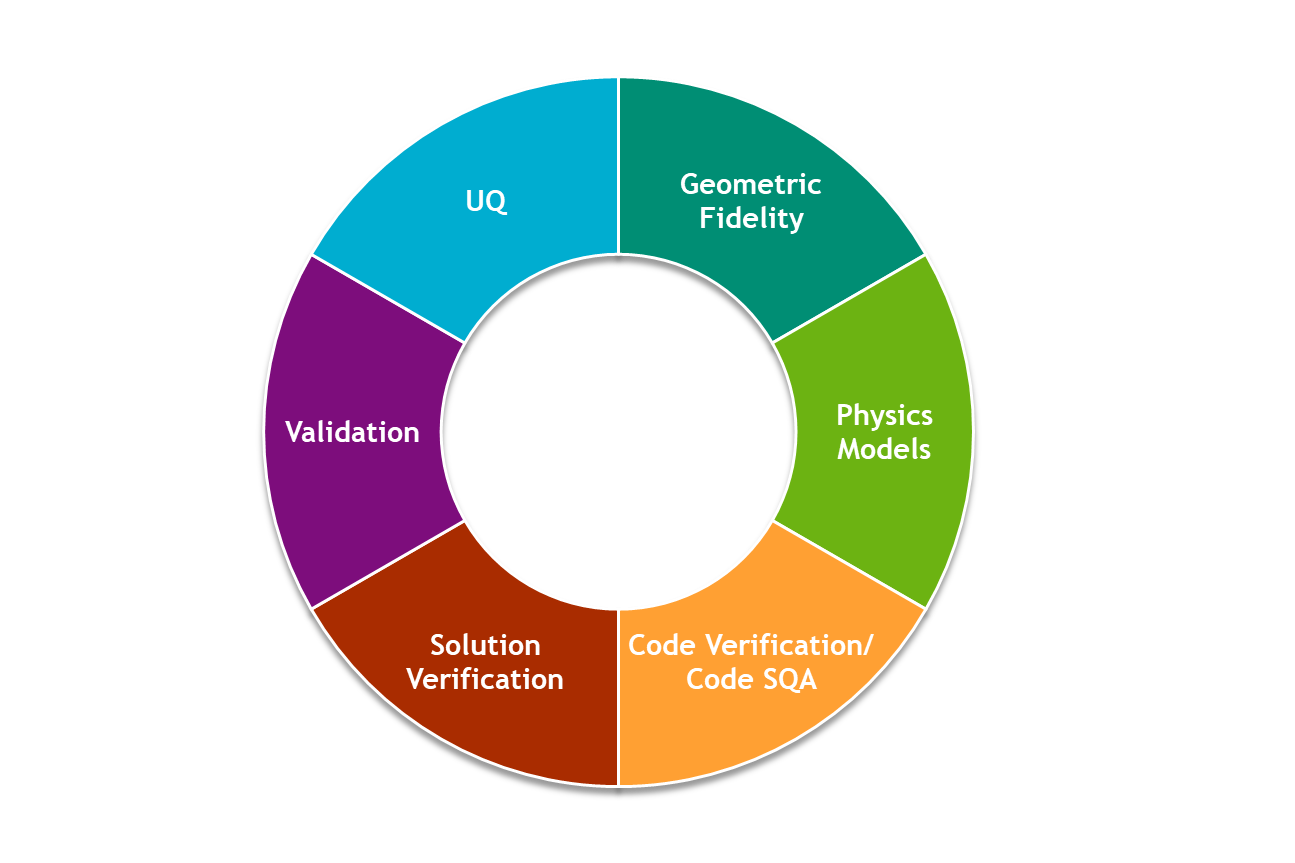 UQ
Geometric
Fidelity
Validation
Physics
Models
Solution
Verification
Code Verification/
Code SQA